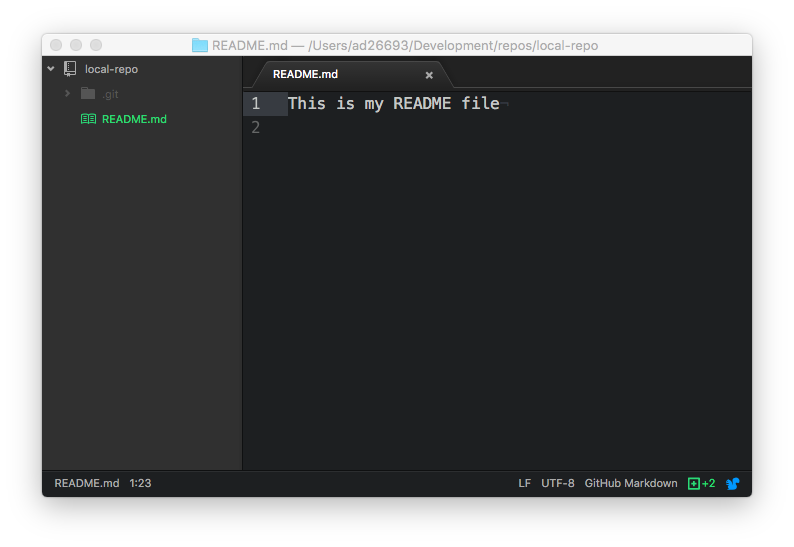 README.md — /Users/ad26693/Development/repos/local-repo
local-repo
.git
README.md
README.md
1 This is my README file¬
2
README.md 1:23
LF UTF-8 GitHub Markdown +2